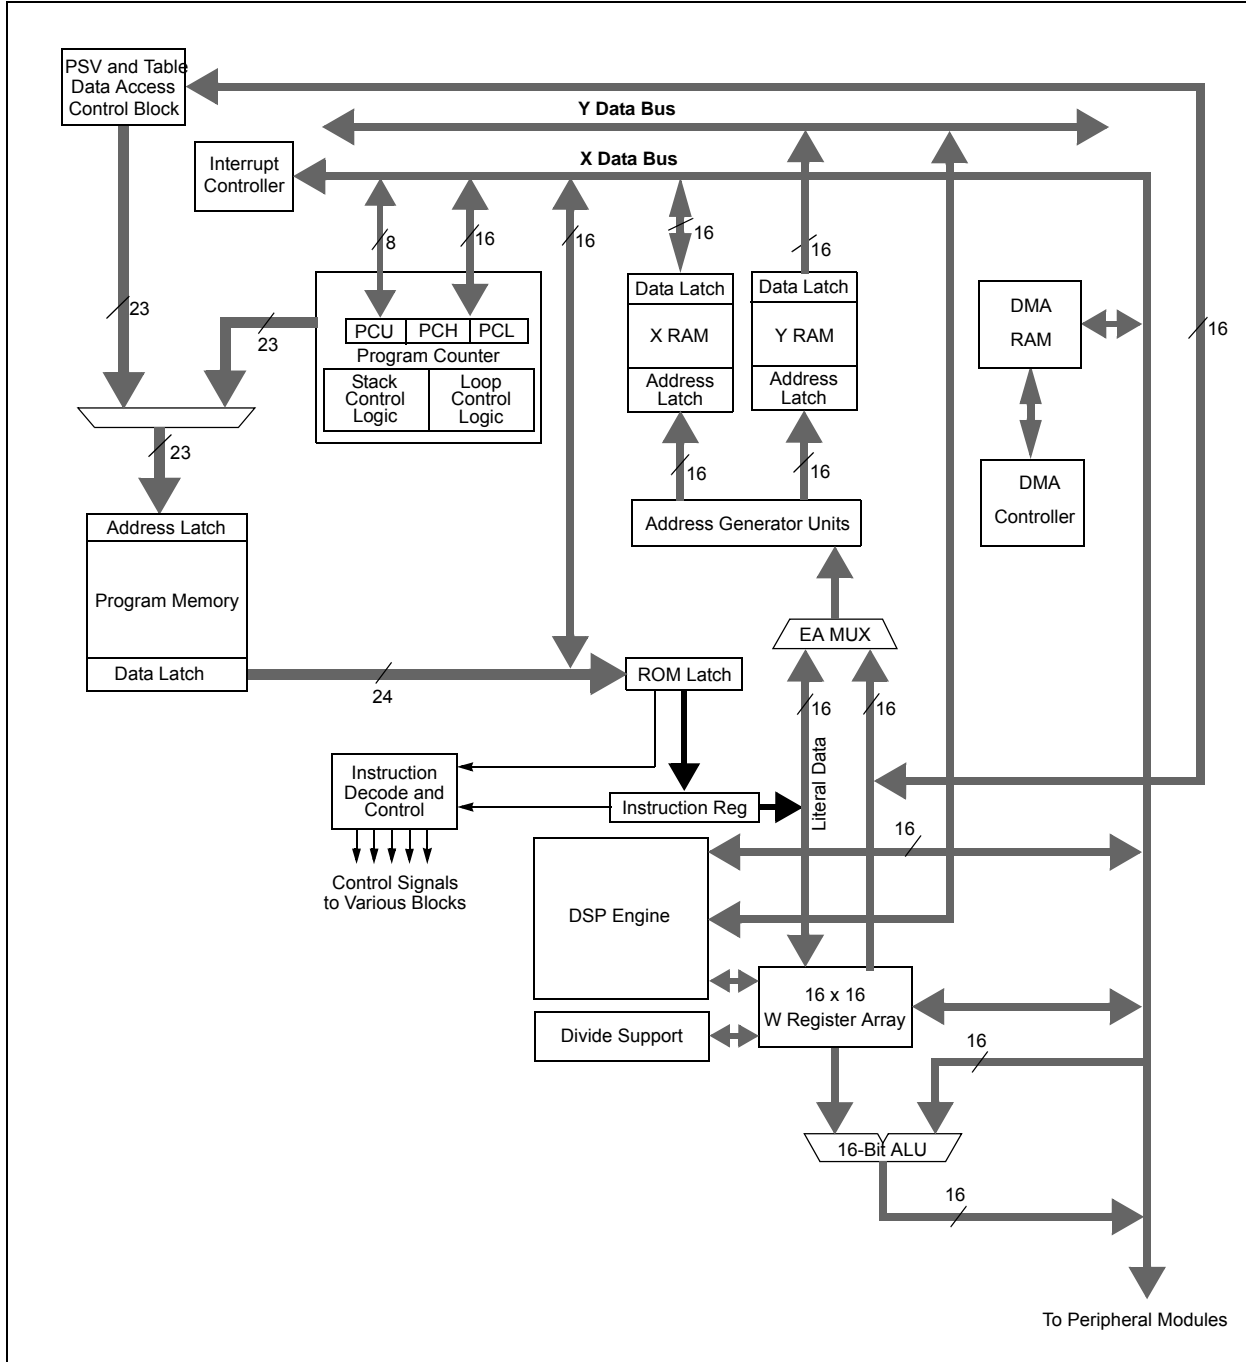 PSV and Table
Data Access
Control Block
Y Data Bus
Interrupt
Controller
X Data Bus
8
16
16
16
16
16
23
23
23
PCU
PCH
PCL
Program Counter
Stack
Control
Logic
Loop
Control
Logic
Data Latch
X RAM
Address
Latch
Data Latch
Y RAM
Address
Latch
DMA
RAM
16
16
DMA
Controller
Address Generator Units
Address Latch
Program Memory
Data Latch
24
EA MUX
ROM Latch
16
16
Literal Data
Instruction
Decode and
Control
Instruction Reg
Control Signals
to Various Blocks
16
DSP Engine
16 x 16
W Register Array
Divide Support
16
16-Bit ALU
16
To Peripheral Modules